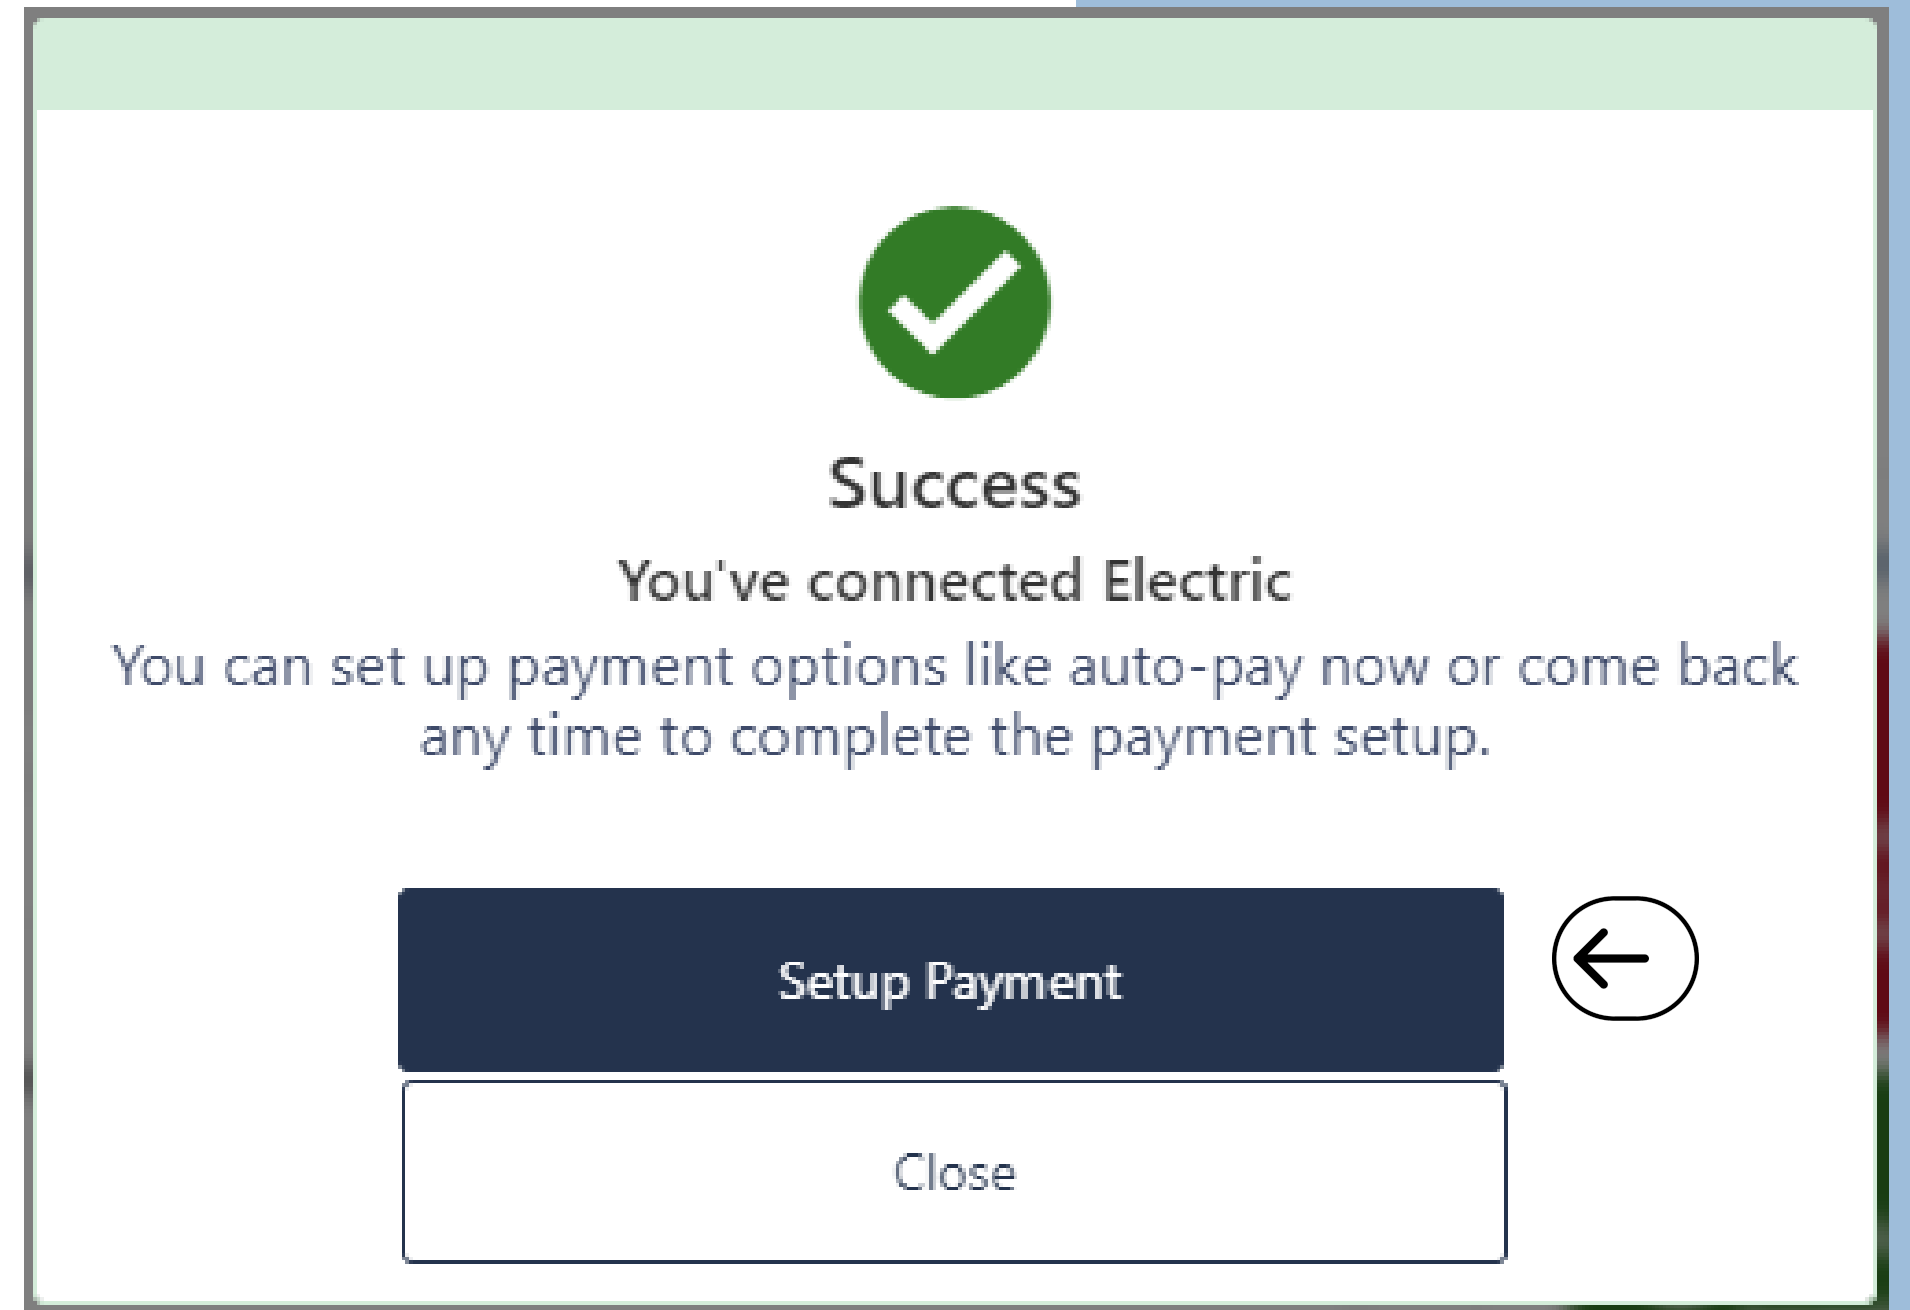 Success
You've connected Electric
You can set up payment options like auto-pay now or come back
any time to complete the payment setup.
Setup Payment
Close